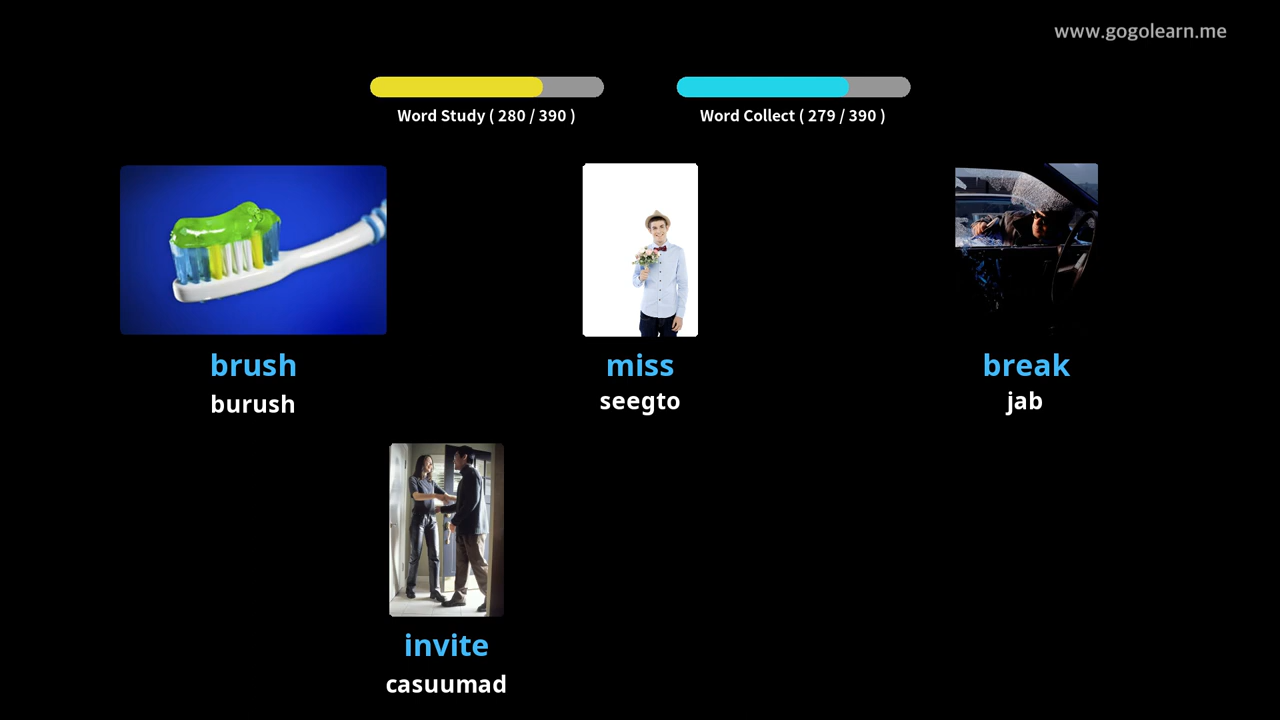 www.gogolearn.me
Word Study ( 280 / 390 )
Word Collect ( 279 / 390 )
brush
burush
miss
seegto
break
jab
invite
casuumad